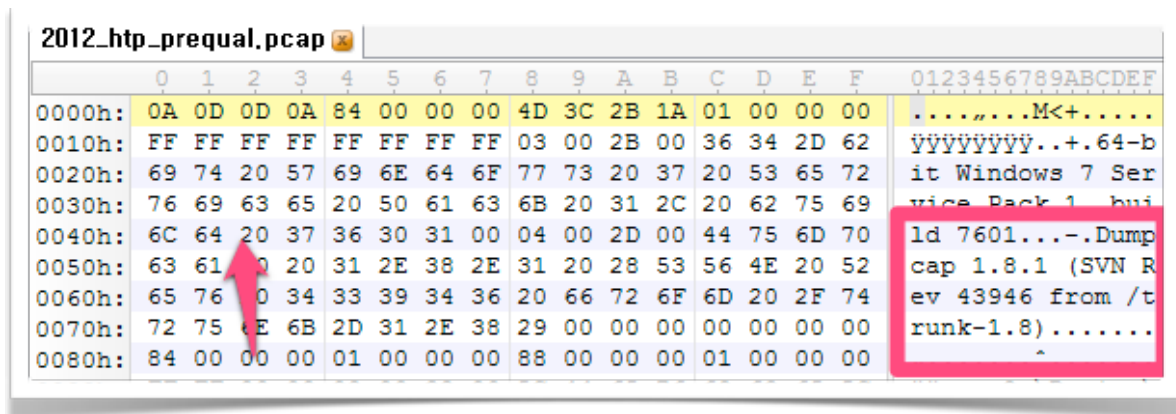 2012_htp_prequal.pcap
0 1 2 3 4 5 6 7 8 9 A B C D E F 0123456789ABCDEF
0000h: 0A 0D 0D 0A 84 00 00 00 4D 3C 2B 1A 01 00 00 00 ....„...M<+.....
0010h: FF FF FF FF FF FF FF FF 03 00 2B 00 36 34 2D 62 ÿÿÿÿÿÿÿÿ..+.64-b
0020h: 69 74 20 57 69 6E 64 6F 77 73 20 37 20 53 65 72 it Windows 7 Ser
0030h: 76 69 63 65 20 50 61 63 6B 20 31 2C 20 62 75 69 vice Pack 1, bui
0040h: 6C 64 20 37 36 30 31 00 04 00 2D 00 44 75 6D 70 ld 7601...-.Dump
0050h: 63 61 20 31 2E 38 2E 31 20 28 53 56 4E 20 52 cap 1.8.1 (SVN R
0060h: 65 76 34 33 39 34 36 20 66 72 6F 6D 20 2F 74 ev 43946 from /t
0070h: 72 75 6E 6B 2D 31 2E 38 29 00 00 00 00 00 00 00 runk-1.8).......
0080h: 84 00 00 00 01 00 00 00 88 00 00 00 01 00 00 00